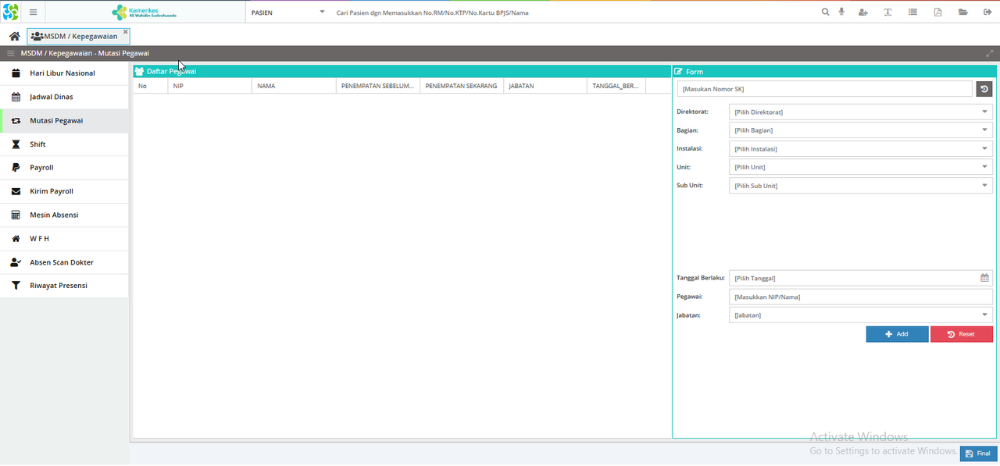 Kemenkes
RS Wahidin Sudirohusodo
PASIEN
Cari Pasien dgn Memasukkan No.RM/No.KTP/No.Kartu BPJS/Nama
MSDM / Kepegawaian
MSDM / Kepegawaian - Mutasi Pegawai
Hari Libur Nasional
Jadwal Dinas
Mutasi Pegawai
Shift
Payroll
Kirim Payroll
Mesin Absensi
W F H
Absen Scan Dokter
Riwayat Presensi
Daftar Pegawai
No NIP NAMA PENEMPATAN SEBELUM... PENEMPATAN SEKARANG JABATAN TANGGAL_BER...
Form
[Masukan Nomor SK]
Direktorat: [Pilih Direktorat]
Bagian: [Pilih Bagian]
Instalasi: [Pilih Instalasi]
Unit: [Pilih Unit]
Sub Unit: [Pilih Sub Unit]
Tanggal Berlaku: [Pilih Tanggal]
Pegawai: [Masukkan NIP/Nama]
Jabatan: [Jabatan]
Add Reset
Activate Windows
Go to Settings to activate Windows.
Final